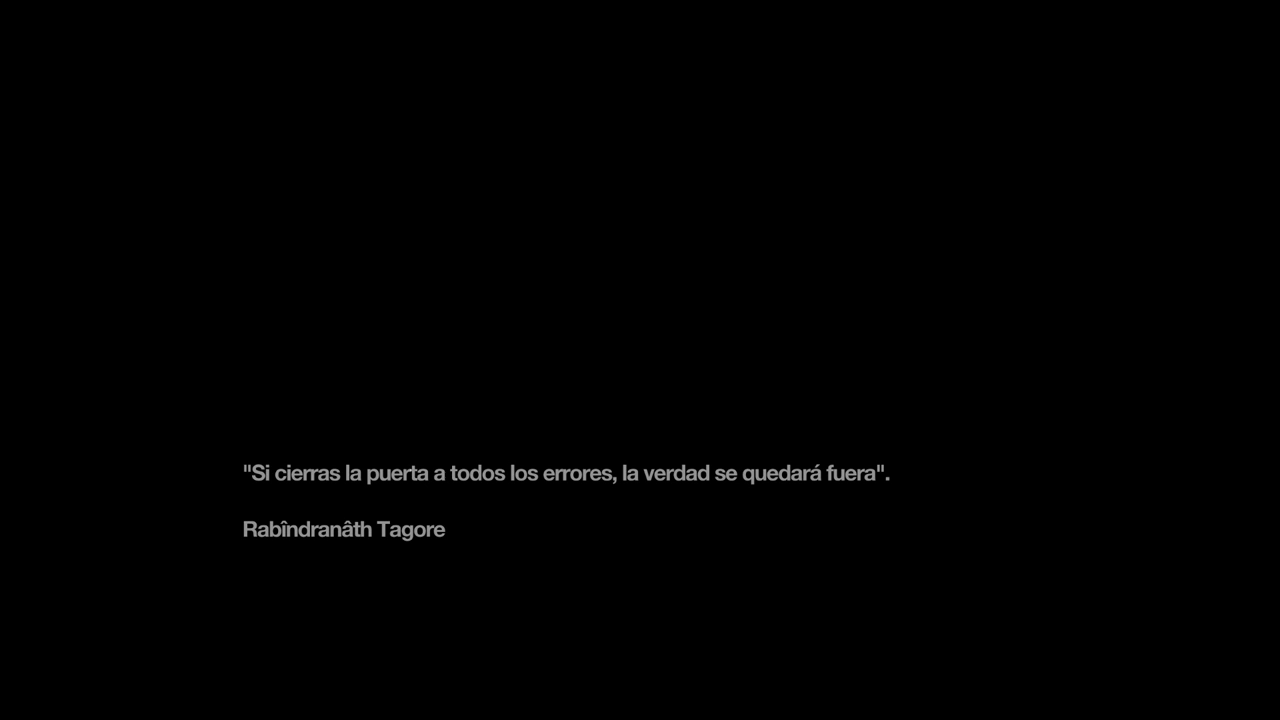 "Si cierras la puerta a todos los errores, la verdad se quedará fuera".
Rabîndranâth Tagore